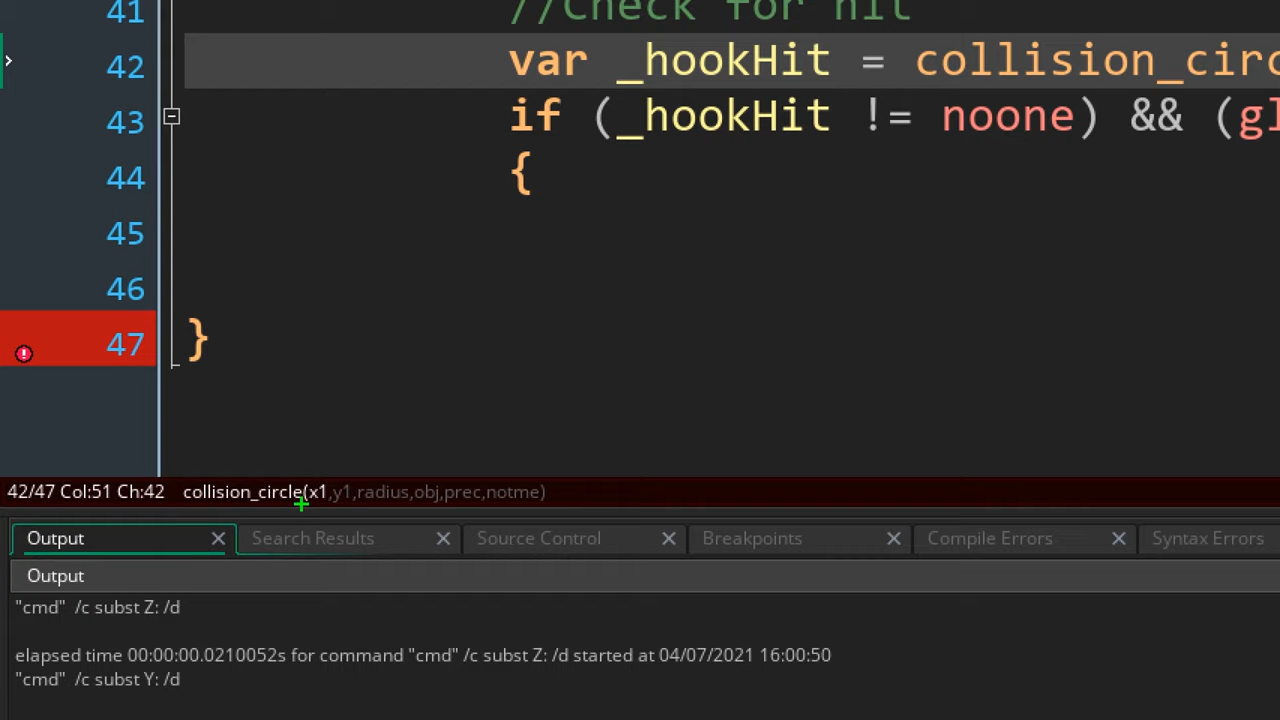 41 //Check for hit
42 var _hookHit = collision_circ
43 if (_hookHit != noone) && (gl
44 {
45
46
47 }
42/47 Col:51 Ch:42 collision_circle(x1,y1,radius,obj,prec,notme)
Output Search Results Source Control Breakpoints Compile Errors Syntax Errors
Output
"cmd"  /c subst Z: /d
elapsed time 00:00:00.0210052s for command "cmd" /c subst Z: /d started at 04/07/2021 16:00:50
"cmd"  /c subst Y: /d